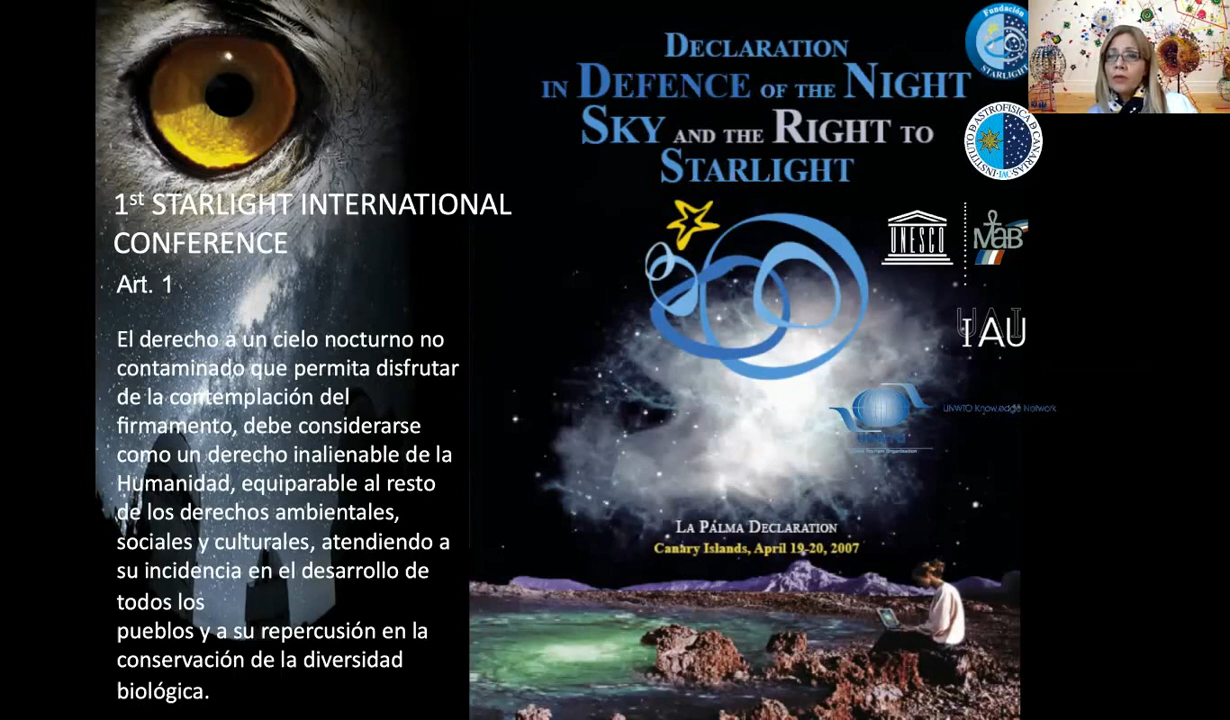 1st STARLIGHT INTERNATIONAL
CONFERENCE
Art. 1
El derecho a un cielo nocturno no
contaminado que permita disfrutar
de la contemplación del
firmamento, debe considerarse
como un derecho inalienable de la
Humanidad, equiparable al resto
de los derechos ambientales,
sociales y culturales, atendiendo a
su incidencia en el desarrollo de
todos los
pueblos y a su repercusión en la
conservación de la diversidad
biológica.
DECLARATION
IN DEFENCE OF THE NIGHT
SKY AND THE RIGHT TO
STARLIGHT
LA PALMA DECLARATION
Canary Islands, April 19-20, 2007
Fundación
STARLIGHT
INSTITUTO DE ASTROFISICA DE CANARIAS
·IAC·
UNESCO
MaB
IAU
UNWTO Knowledge Network